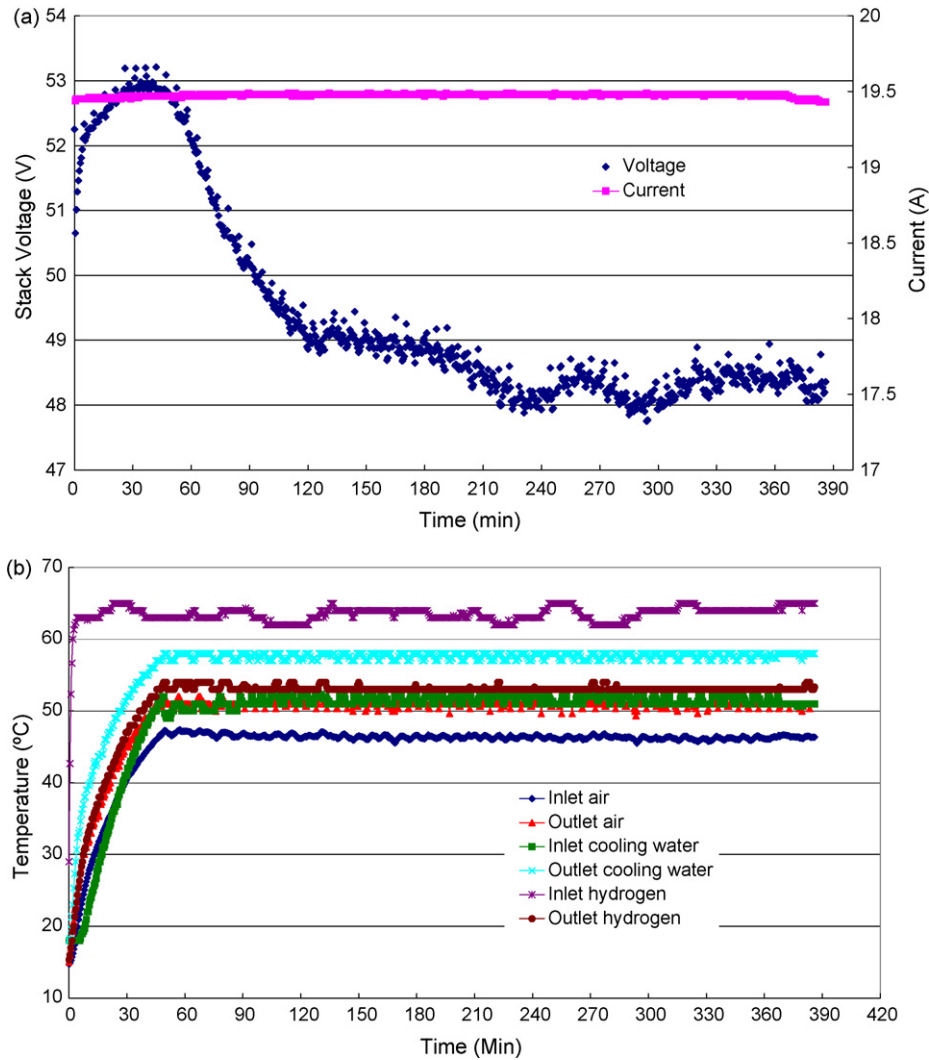 (a)
54
53
52
51
50
49
48
47
Stack Voltage (V)
20
19.5
19
18.5
18
17.5
17
Current (A)
Voltage
Current
0 30 60 90 120 150 180 210 240 270 300 330 360 390
Time (min)
(b)
70
60
50
40
30
20
10
Temperature (ºC)
Inlet air
Outlet air
Inlet cooling water
Outlet cooling water
Inlet hydrogen
Outlet hydrogen
0 30 60 90 120 150 180 210 240 270 300 330 360 390 420
Time (Min)